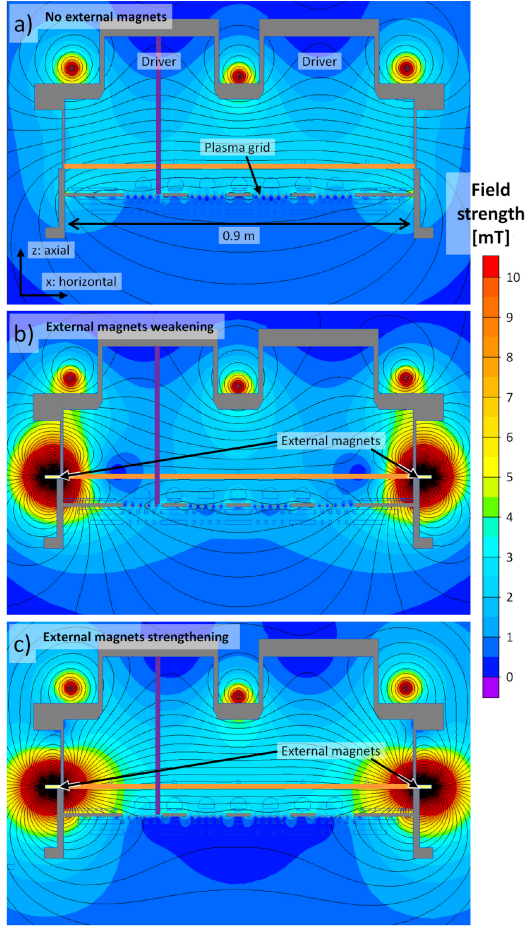 a)
No external magnets
Driver
Driver
Plasma grid
0.9 m
z: axial
x: horizontal
Field
strength
[mT]
10
9
8
7
6
5
4
3
2
1
0
b)
External magnets weakening
External magnets
c)
External magnets strengthening
External magnets